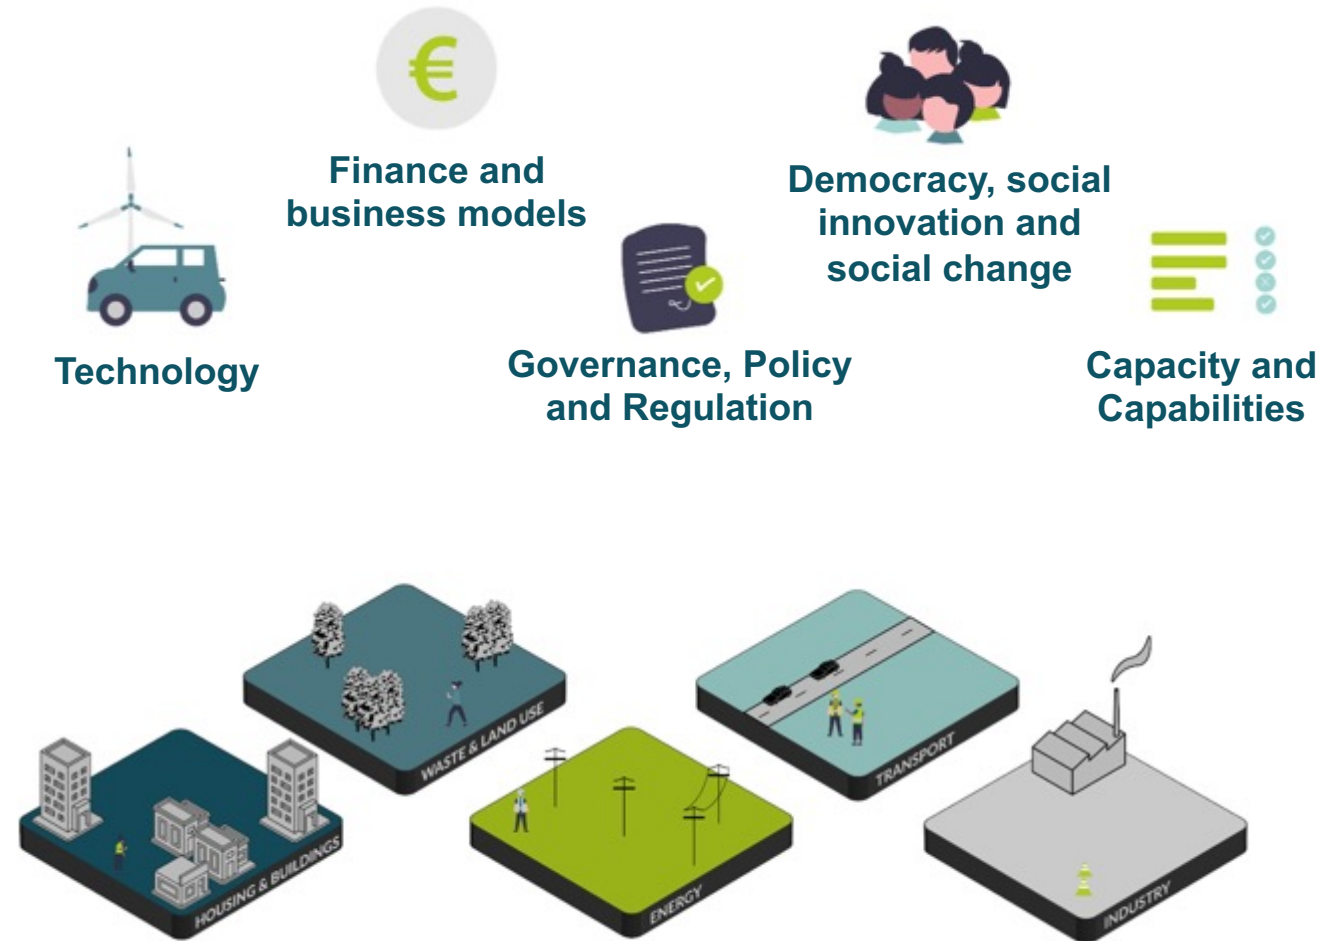 €
Finance and
business models
Democracy, social
innovation and
social change
Technology
Governance, Policy
and Regulation
Capacity and
Capabilities
WASTE & LAND USE
TRANSPORT
HOUSING & BUILDINGS
ENERGY
INDUSTRY